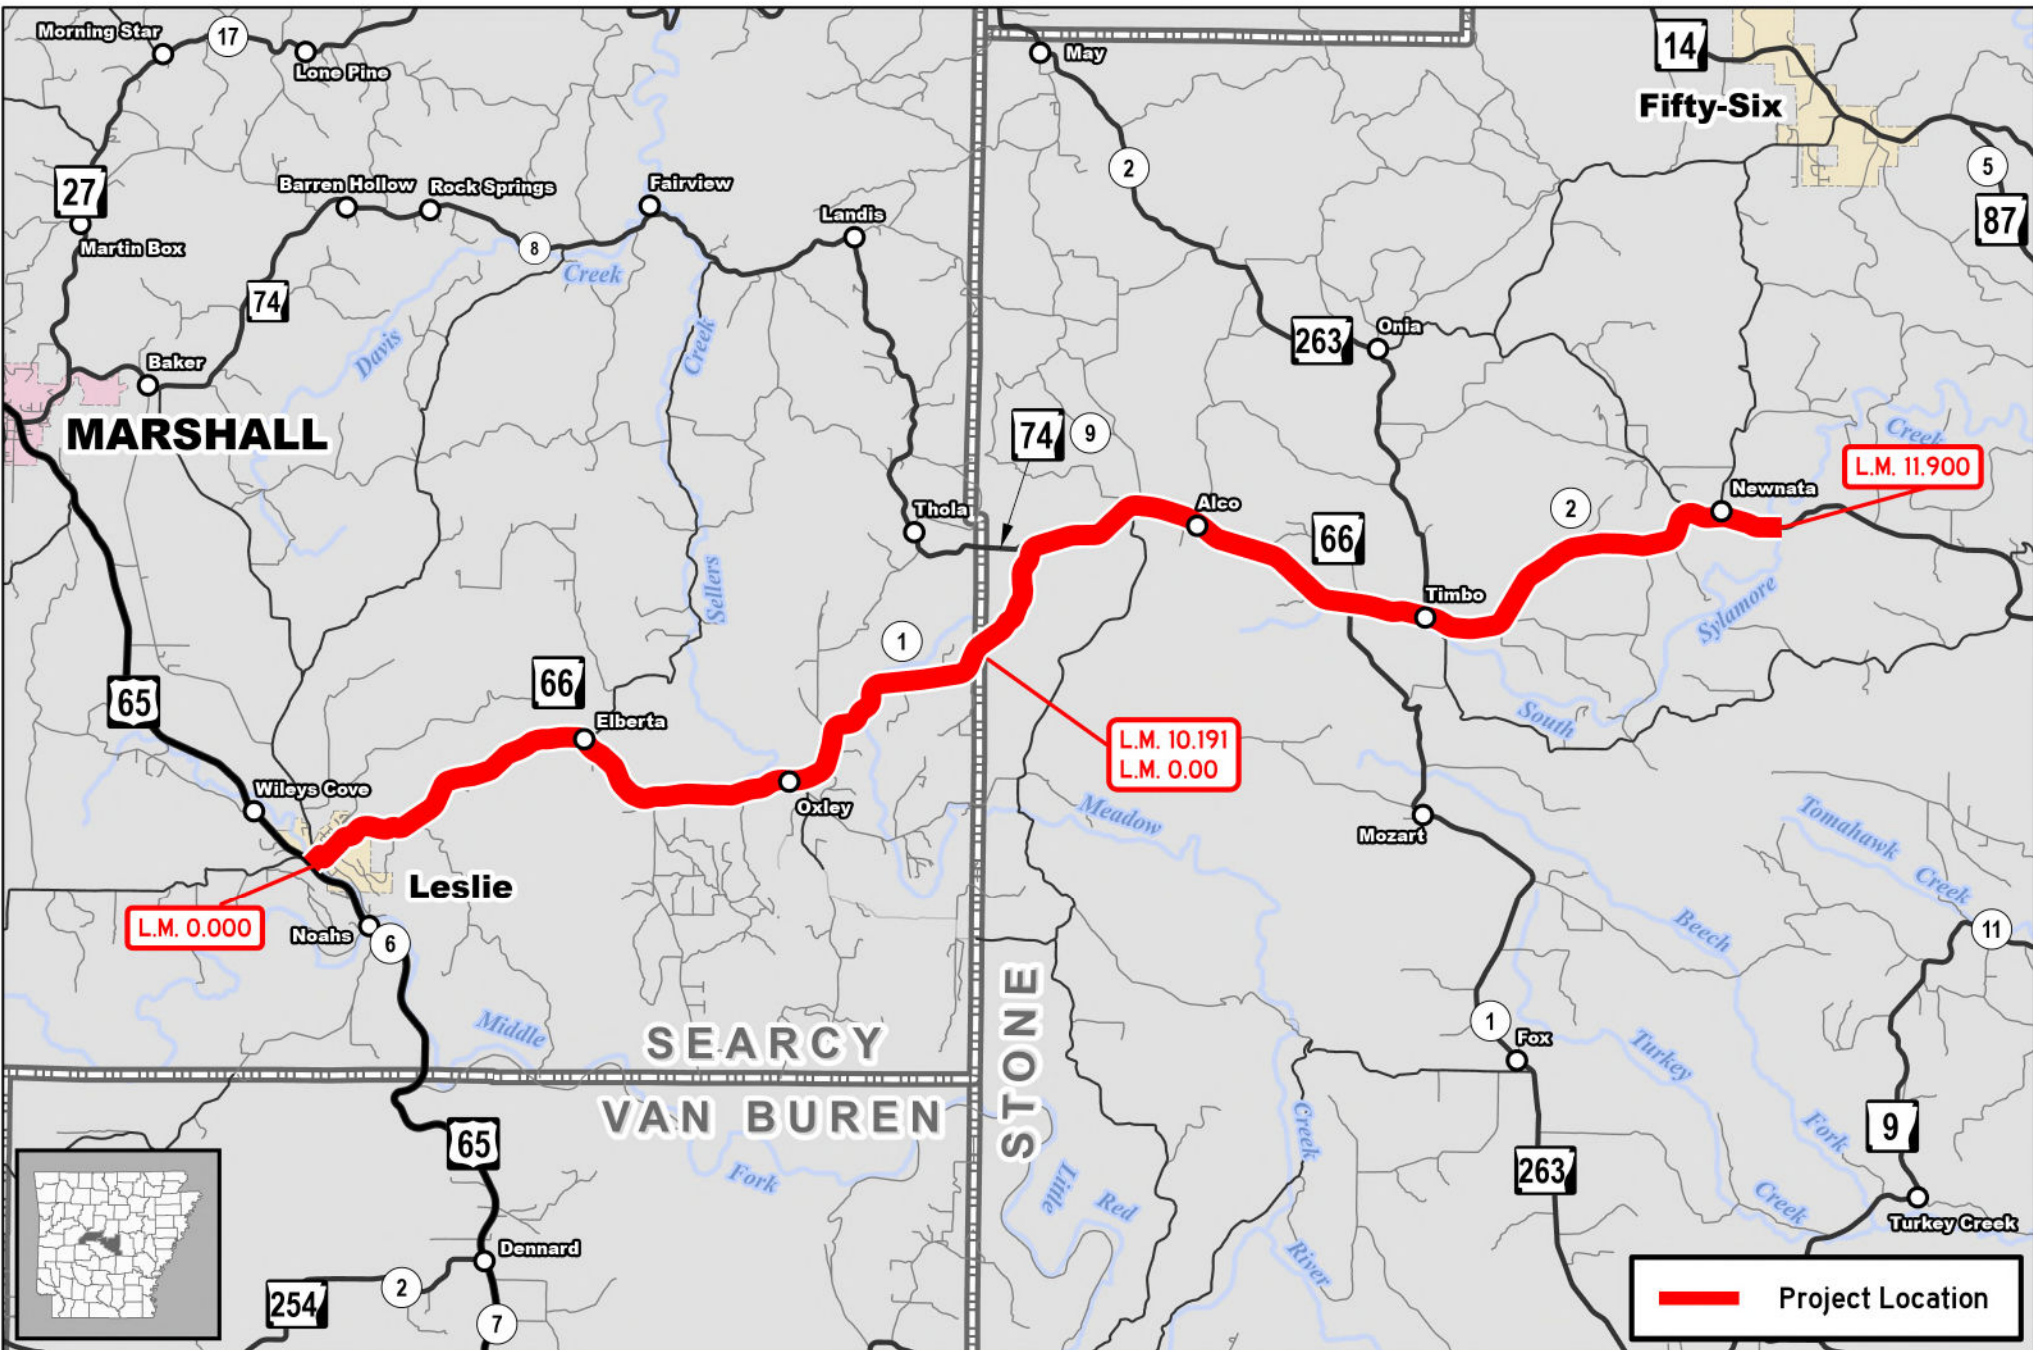 Morning Star
17
Lone Pine
May
14
Fifty-Six
5
87
2
27
Martin Box
Barren Hollow
Rock Springs
Fairview
Landis
8
Creek
74
Davis
Creek
Baker
MARSHALL
263
Onia
74
9
Thola
Alco
66
2
Newnata
Creek
L.M. 11.900
Sellers
Timbo
Sylamore
1
66
Elberta
65
South
L.M. 10.191
L.M. 0.00
Wileys Cove
Oxley
Meadow
Mozart
Tomahawk
Creek
Leslie
L.M. 0.000
Noahs
6
Beech
11
Middle
SEARCY
STONE
1
Fox
Turkey
VAN BUREN
65
Creek
Fork
9
Fork
Little
Red
263
Creek
Turkey Creek
River
Dennard
254
2
7
Project Location